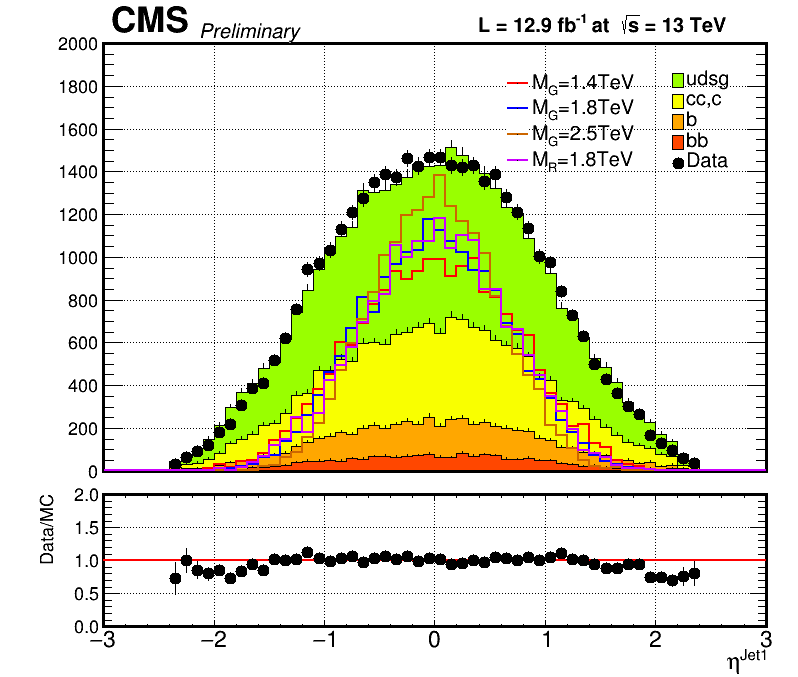 CMS Preliminary L = 12.9 fb⁻¹ at √s = 13 TeV
2000
1800
1600
1400
1200
1000
800
600
400
200
0
M_G=1.4TeV
M_G=1.8TeV
M_G=2.5TeV
M_R=1.8TeV
udsg
cc,c
b
bb
Data
Data/MC
2.0
1.5
1.0
0.5
0.0
−3 −2 −1 0 1 2 3
η^Jet1